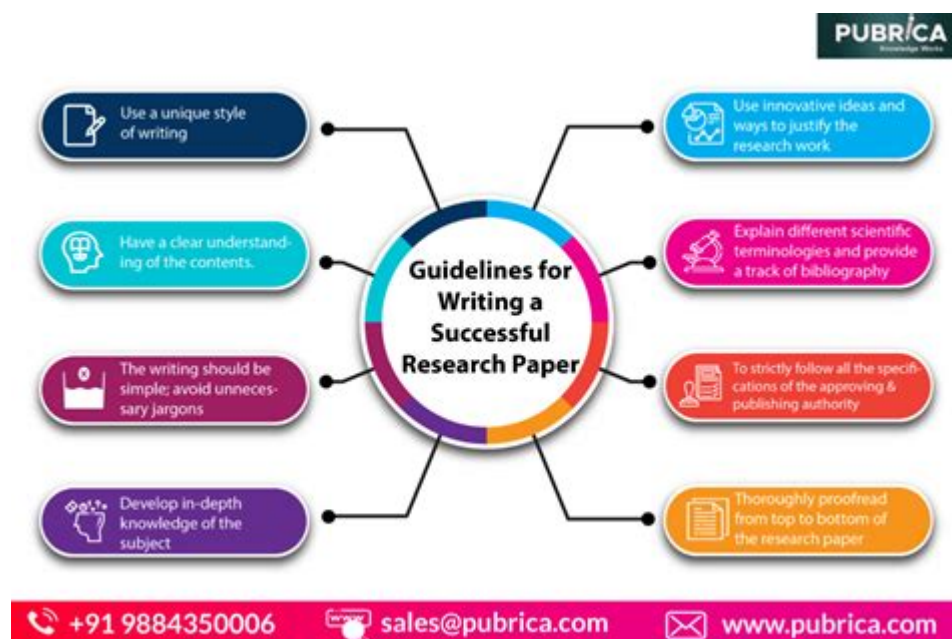 PUBRICA
Knowledge Works
Use a unique style
of writing
Have a clear understand-
ing of the contents.
The writing should be
simple; avoid unneces-
sary jargons
Develop in-depth
knowledge of the
subject
Guidelines for
Writing a
Successful
Research Paper
Use innovative ideas and
ways to justify the
research work
Explain different scientific
terminologies and provide
a track of bibliography
To strictly follow all the specifi-
cations of the approving &
publishing authority
Thoroughly proofread
from top to bottom of
the research paper
+91 9884350006
www
sales@pubrica.com
www.pubrica.com